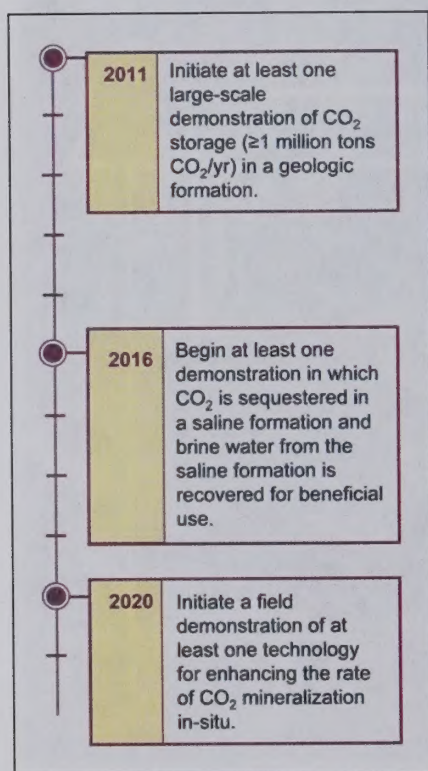 2011
Initiate at least one
large-scale
demonstration of CO₂
storage (≥1 million tons
CO₂/yr) in a geologic
formation.
2016
Begin at least one
demonstration in which
CO₂ is sequestered in
a saline formation and
brine water from the
saline formation is
recovered for beneficial
use.
2020
Initiate a field
demonstration of at
least one technology
for enhancing the rate
of CO₂ mineralization
in-situ.